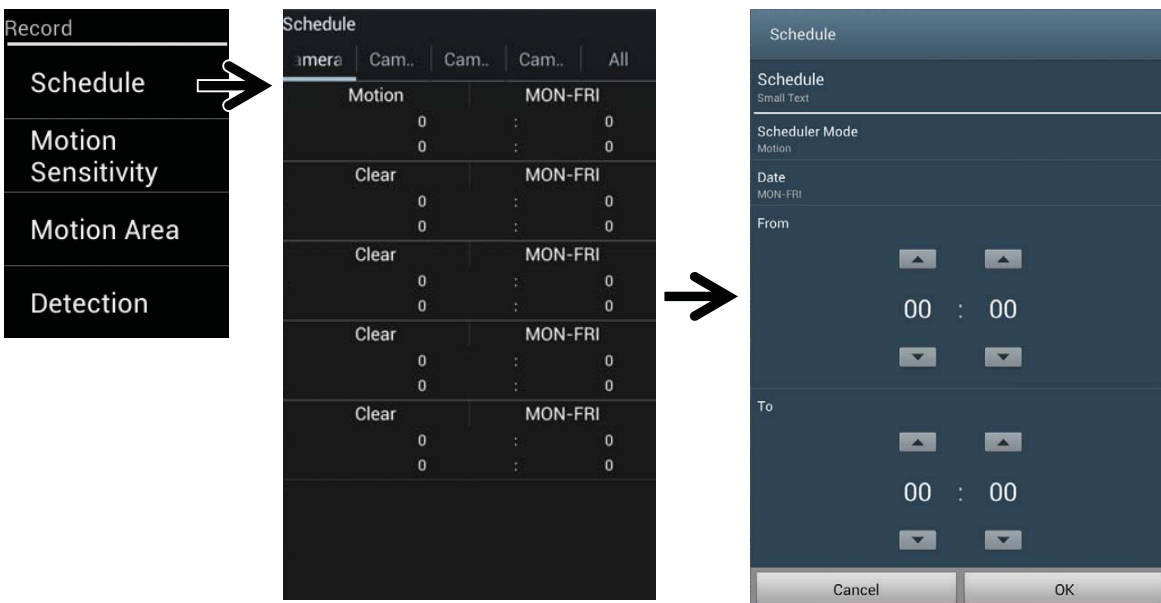 Record
Schedule
Motion
Sensitivity
Motion Area
Detection
Schedule
amera Cam.. Cam.. Cam.. All
Motion MON-FRI
0 : 0
0 : 0
Clear MON-FRI
0 : 0
0 : 0
Clear MON-FRI
0 : 0
0 : 0
Clear MON-FRI
0 : 0
0 : 0
Clear MON-FRI
0 : 0
0 : 0
Schedule
Schedule
Small Text
Scheduler Mode
Motion
Date
MON-FRI
From
00 : 00
To
00 : 00
Cancel OK